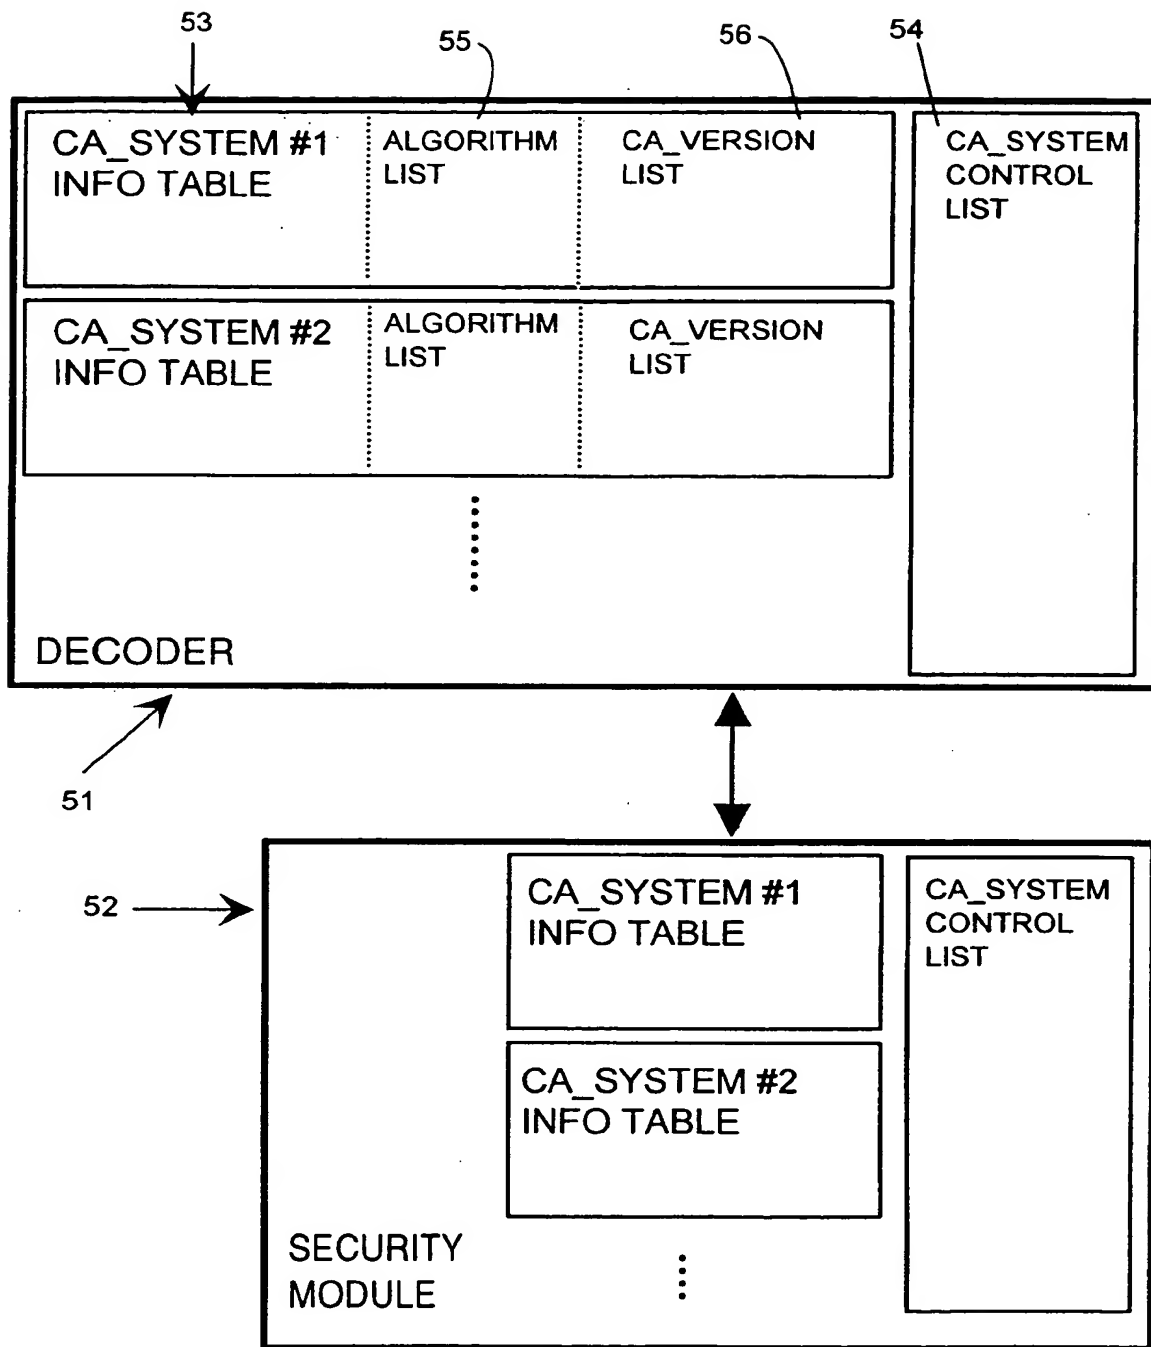 53
55
56
54
CA_SYSTEM #1
INFO TABLE
ALGORITHM
LIST
CA_VERSION
LIST
CA_SYSTEM
CONTROL
LIST
CA_SYSTEM #2
INFO TABLE
ALGORITHM
LIST
CA_VERSION
LIST
DECODER
51
52
CA_SYSTEM #1
INFO TABLE
CA_SYSTEM
CONTROL
LIST
CA_SYSTEM #2
INFO TABLE
SECURITY
MODULE